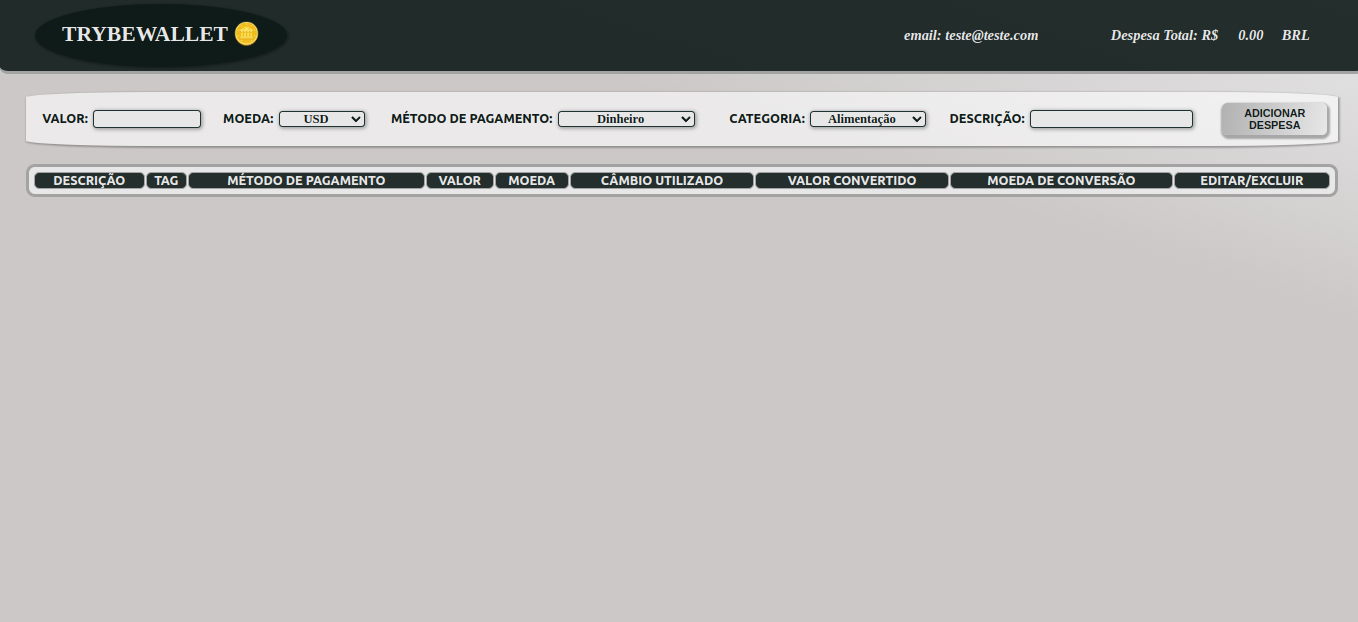 TRYBEWALLET
email: teste@teste.com
Despesa Total: R$ 0.00 BRL
VALOR: MOEDA: USD MÉTODO DE PAGAMENTO: Dinheiro CATEGORIA: Alimentação DESCRIÇÃO:
ADICIONAR
DESPESA
DESCRIÇÃO TAG MÉTODO DE PAGAMENTO VALOR MOEDA CÂMBIO UTILIZADO VALOR CONVERTIDO MOEDA DE CONVERSÃO EDITAR/EXCLUIR